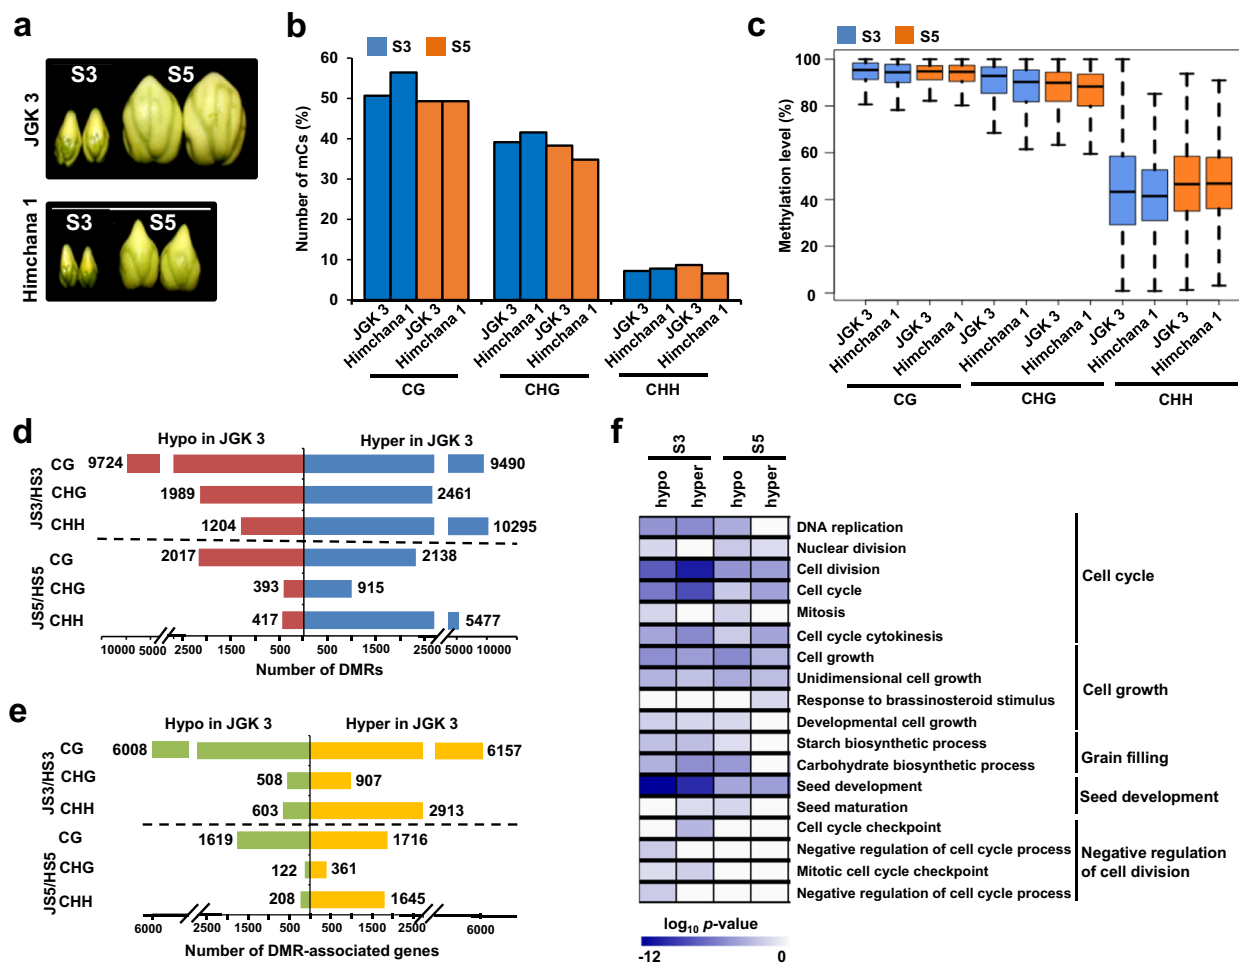 a
S3 S5
JGK 3
S3 S5
Himchana 1
b
S3 S5
Number of mCs (%)
60
50
40
30
20
10
0
JGK 3 Himchana 1 JGK 3 Himchana 1
JGK 3 Himchana 1 JGK 3 Himchana 1
JGK 3 Himchana 1 JGK 3 Himchana 1
CG CHG CHH
c
S3 S5
Methylation level (%)
100
80
60
40
20
0
JGK 3 Himchana 1 JGK 3 Himchana 1
JGK 3 Himchana 1 JGK 3 Himchana 1
JGK 3 Himchana 1 JGK 3 Himchana 1
CG CHG CHH
d
Hypo in JGK 3 Hyper in JGK 3
JS3/HS3
9724 CG 9490
CHG 1989 2461
CHH 1204 10295
JS5/HS5
CG 2017 2138
CHG 393 915
CHH 417 5477
10000 5000 2500 1500 500 500 1500 2500 5000 10000
Number of DMRs
e
Hypo in JGK 3 Hyper in JGK 3
JS3/HS3
CG 6008 6157
CHG 508 907
CHH 603 2913
JS5/HS5
CG 1619 1716
CHG 122 361
CHH 208 1645
6000 2500 1500 500 500 1500 2500 6000
Number of DMR-associated genes
f
S3 S5
hypo hyper hypo hyper
DNA replication
Nuclear division
Cell division
Cell cycle
Mitosis
Cell cycle cytokinesis
Cell growth
Unidimensional cell growth
Response to brassinosteroid stimulus
Developmental cell growth
Starch biosynthetic process
Carbohydrate biosynthetic process
Seed development
Seed maturation
Cell cycle checkpoint
Negative regulation of cell cycle process
Mitotic cell cycle checkpoint
Negative regulation of cell cycle process
Cell cycle
Cell growth
Grain filling
Seed development
Negative regulation
of cell division
log10 p-value
-12 0